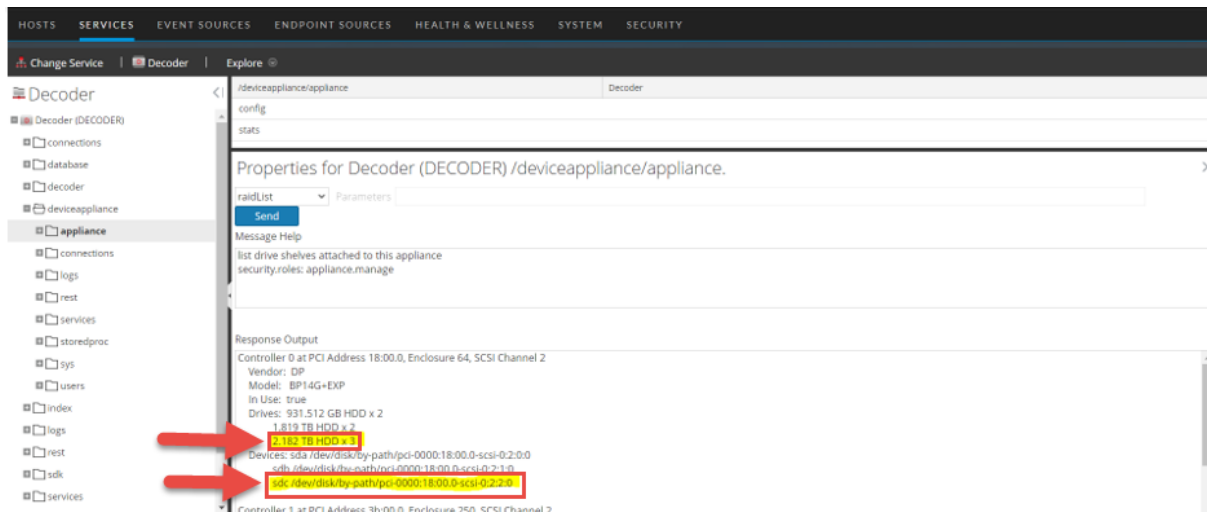 HOSTS SERVICES EVENT SOURCES ENDPOINT SOURCES HEALTH & WELLNESS SYSTEM SECURITY
Change Service | Decoder | Explore
Decoder
Decoder (DECODER)
connections
database
decoder
deviceappliance
appliance
connections
logs
rest
services
storedproc
sys
users
index
logs
rest
sdk
services
/deviceappliance/appliance Decoder
config
stats
Properties for Decoder (DECODER) /deviceappliance/appliance.
raidList Parameters
Send
Message Help
list drive shelves attached to this appliance
security.roles: appliance.manage
Response Output
Controller 0 at PCI Address 18:00.0, Enclosure 64, SCSI Channel 2
Vendor: DP
Model: BP14G+EXP
In Use: true
Drives: 931.512 GB HDD x 2
1.819 TB HDD x 2
2.182 TB HDD x 3
Devices: sda /dev/disk/by-path/pci-0000:18:00.0-scsi-0:2:0:0
sdb /dev/disk/by-path/pci-0000:18:00.0-scsi-0:2:1:0
sdc /dev/disk/by-path/pci-0000:18:00.0-scsi-0:2:2:0
Controller 1 at PCI Address 3b:00.0, Enclosure 250, SCSI Channel 2